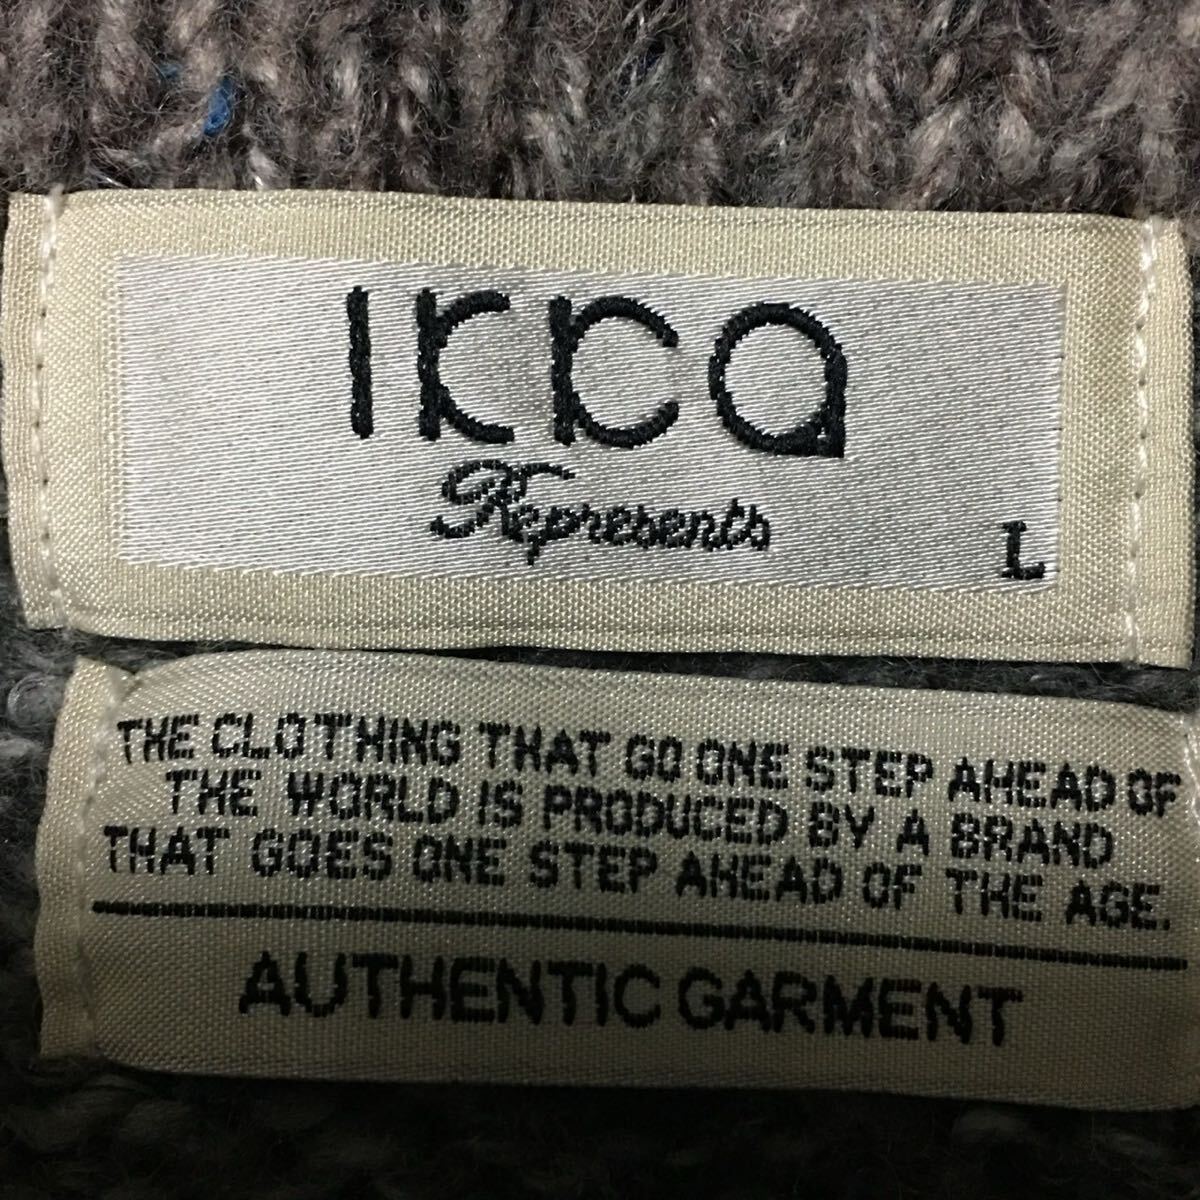 ikka
Represents
L
THE CLOTHING THAT GO ONE STEP AHEAD OF
THE WORLD IS PRODUCED BY A BRAND
THAT GOES ONE STEP AHEAD OF THE AGE.
AUTHENTIC GARMENT